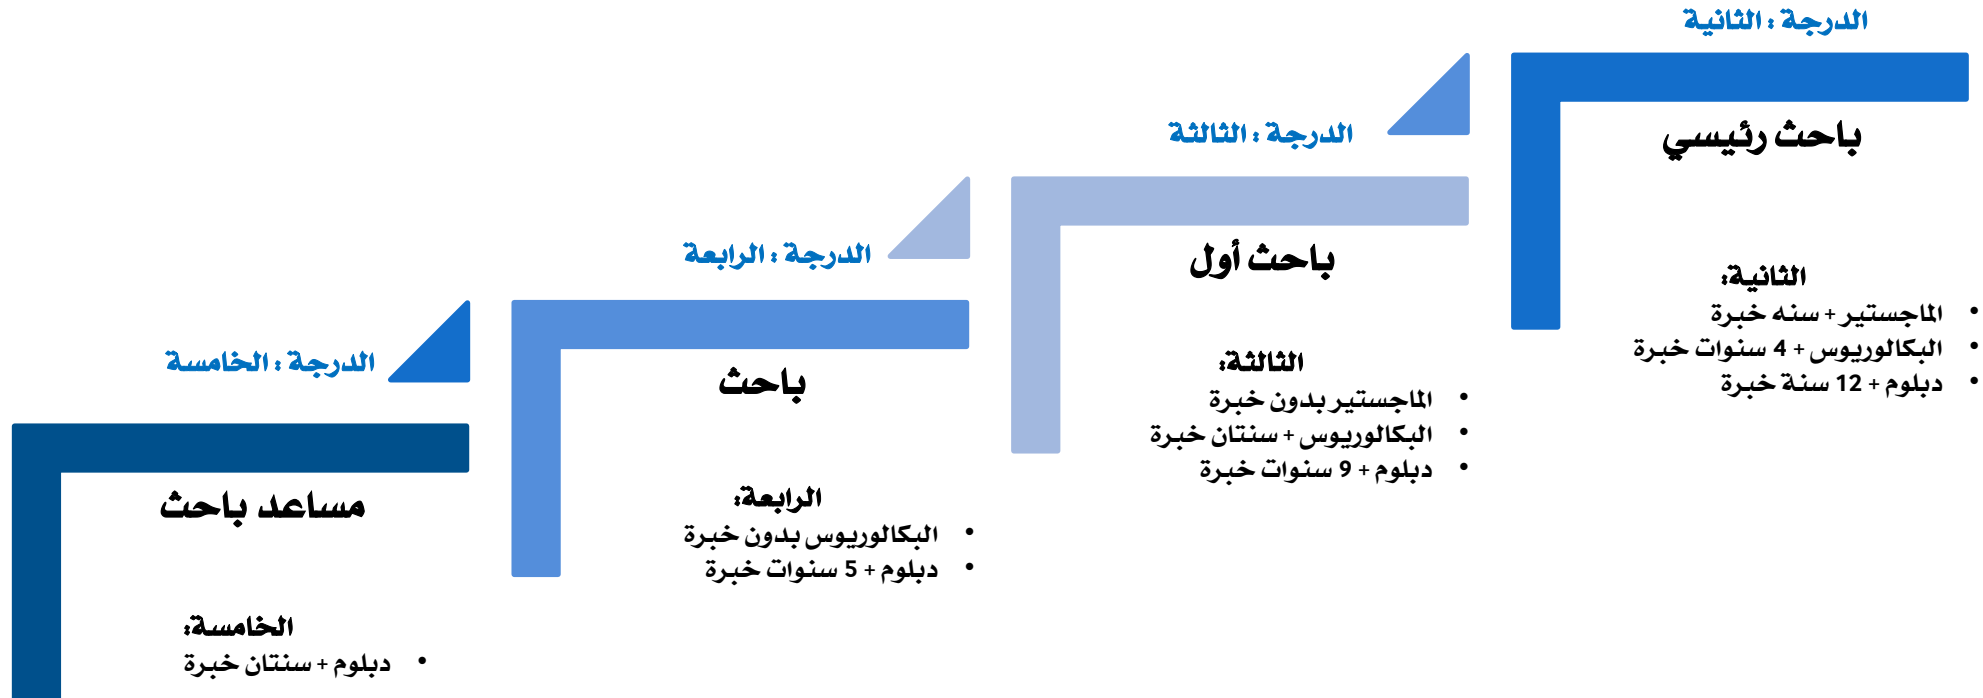 الدرجة : الثانية
باحث رئيسي
الثانية:
• الماجستير + سنه خبرة
• البكالوريوس + 4 سنوات خبرة
• دبلوم + 12 سنة خبرة
الدرجة : الثالثة
باحث أول
الثالثة:
• الماجستير بدون خبرة
• البكالوريوس + سنتان خبرة
• دبلوم + 9 سنوات خبرة
الدرجة : الرابعة
باحث
الرابعة:
• البكالوريوس بدون خبرة
• دبلوم + 5 سنوات خبرة
الدرجة : الخامسة
مساعد باحث
الخامسة:
• دبلوم + سنتان خبرة